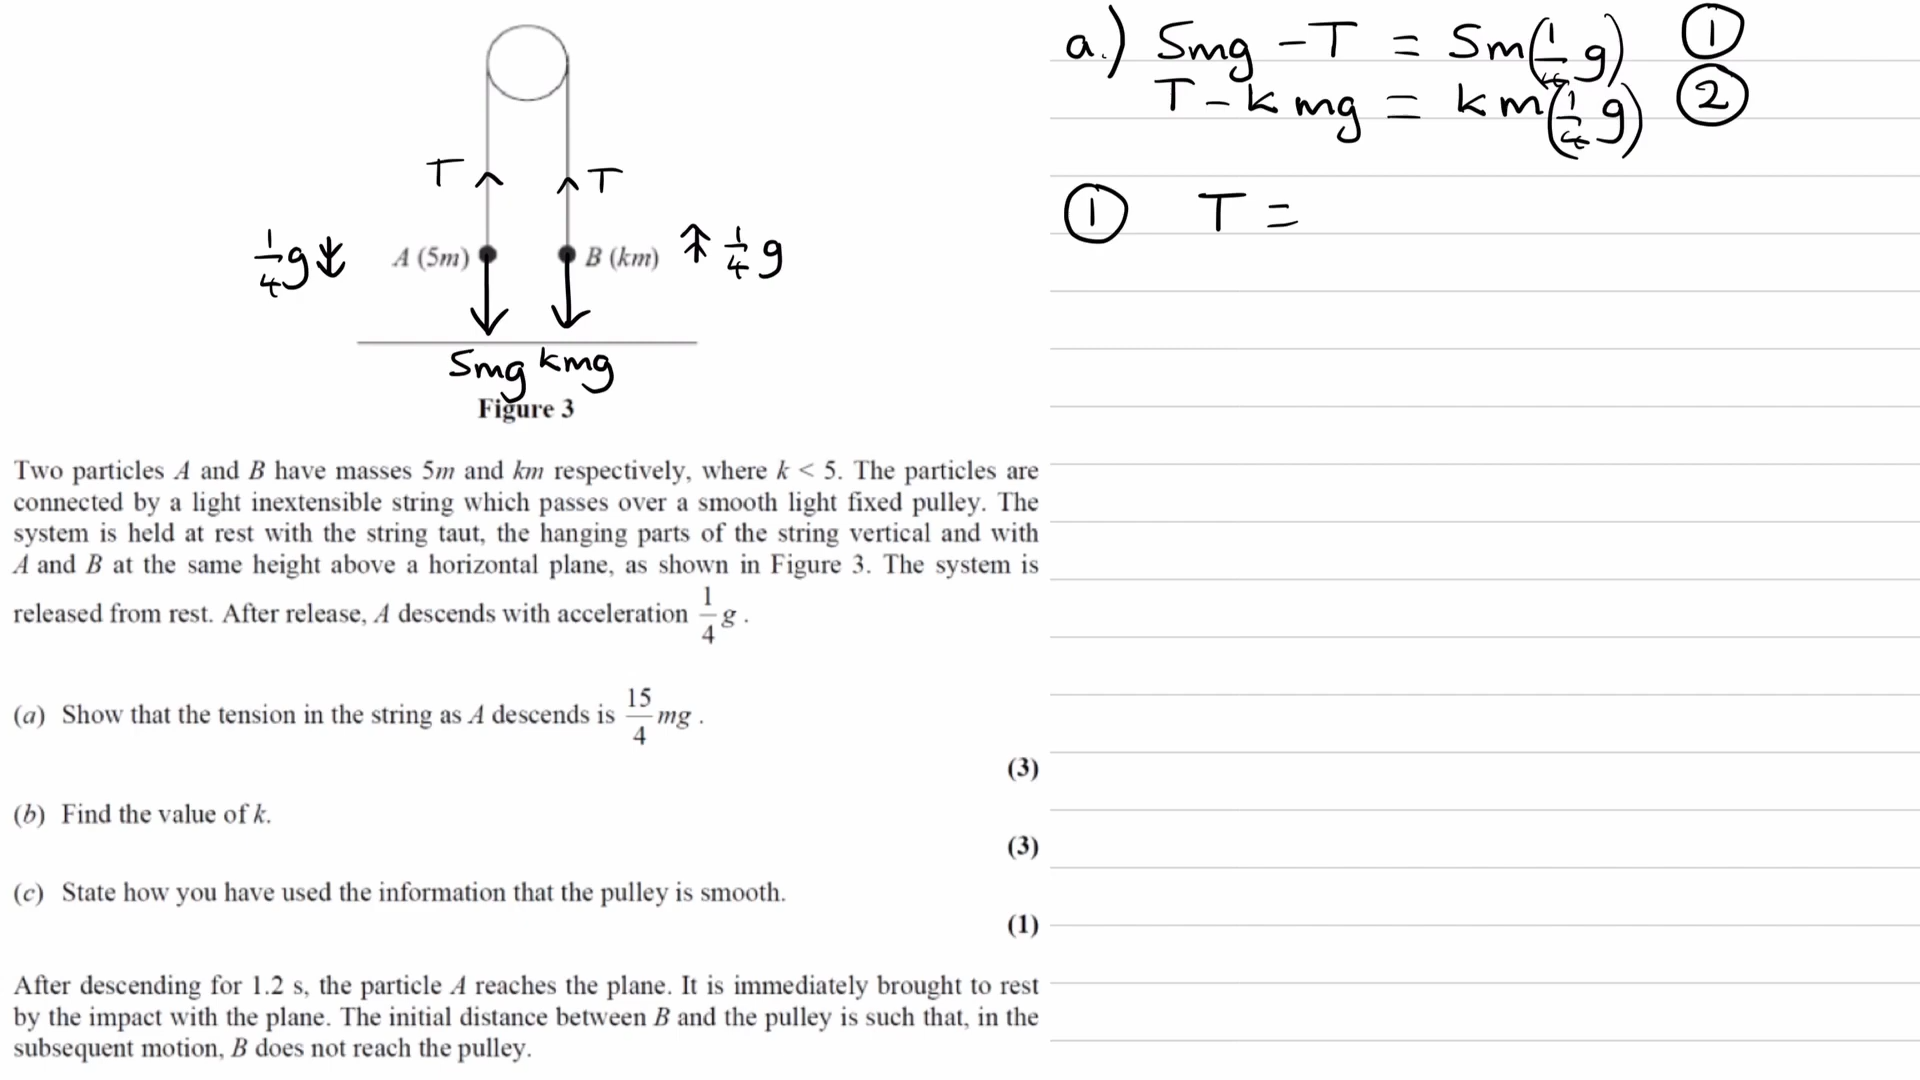 T
T
1/4 g
A (5m)
B (km)
1/4 g
5mg kmg
Figure 3
Two particles A and B have masses 5m and km respectively, where k < 5. The particles are
connected by a light inextensible string which passes over a smooth light fixed pulley. The
system is held at rest with the string taut, the hanging parts of the string vertical and with
A and B at the same height above a horizontal plane, as shown in Figure 3. The system is
released from rest. After release, A descends with acceleration 1/4 g .
(a) Show that the tension in the string as A descends is 15/4 mg .
(3)
(b) Find the value of k.
(3)
(c) State how you have used the information that the pulley is smooth.
(1)
After descending for 1.2 s, the particle A reaches the plane. It is immediately brought to rest
by the impact with the plane. The initial distance between B and the pulley is such that, in the
subsequent motion, B does not reach the pulley.
a.) 5mg - T = 5m(1/4 g) ①
T - kmg = km(1/4 g) ②
① T =